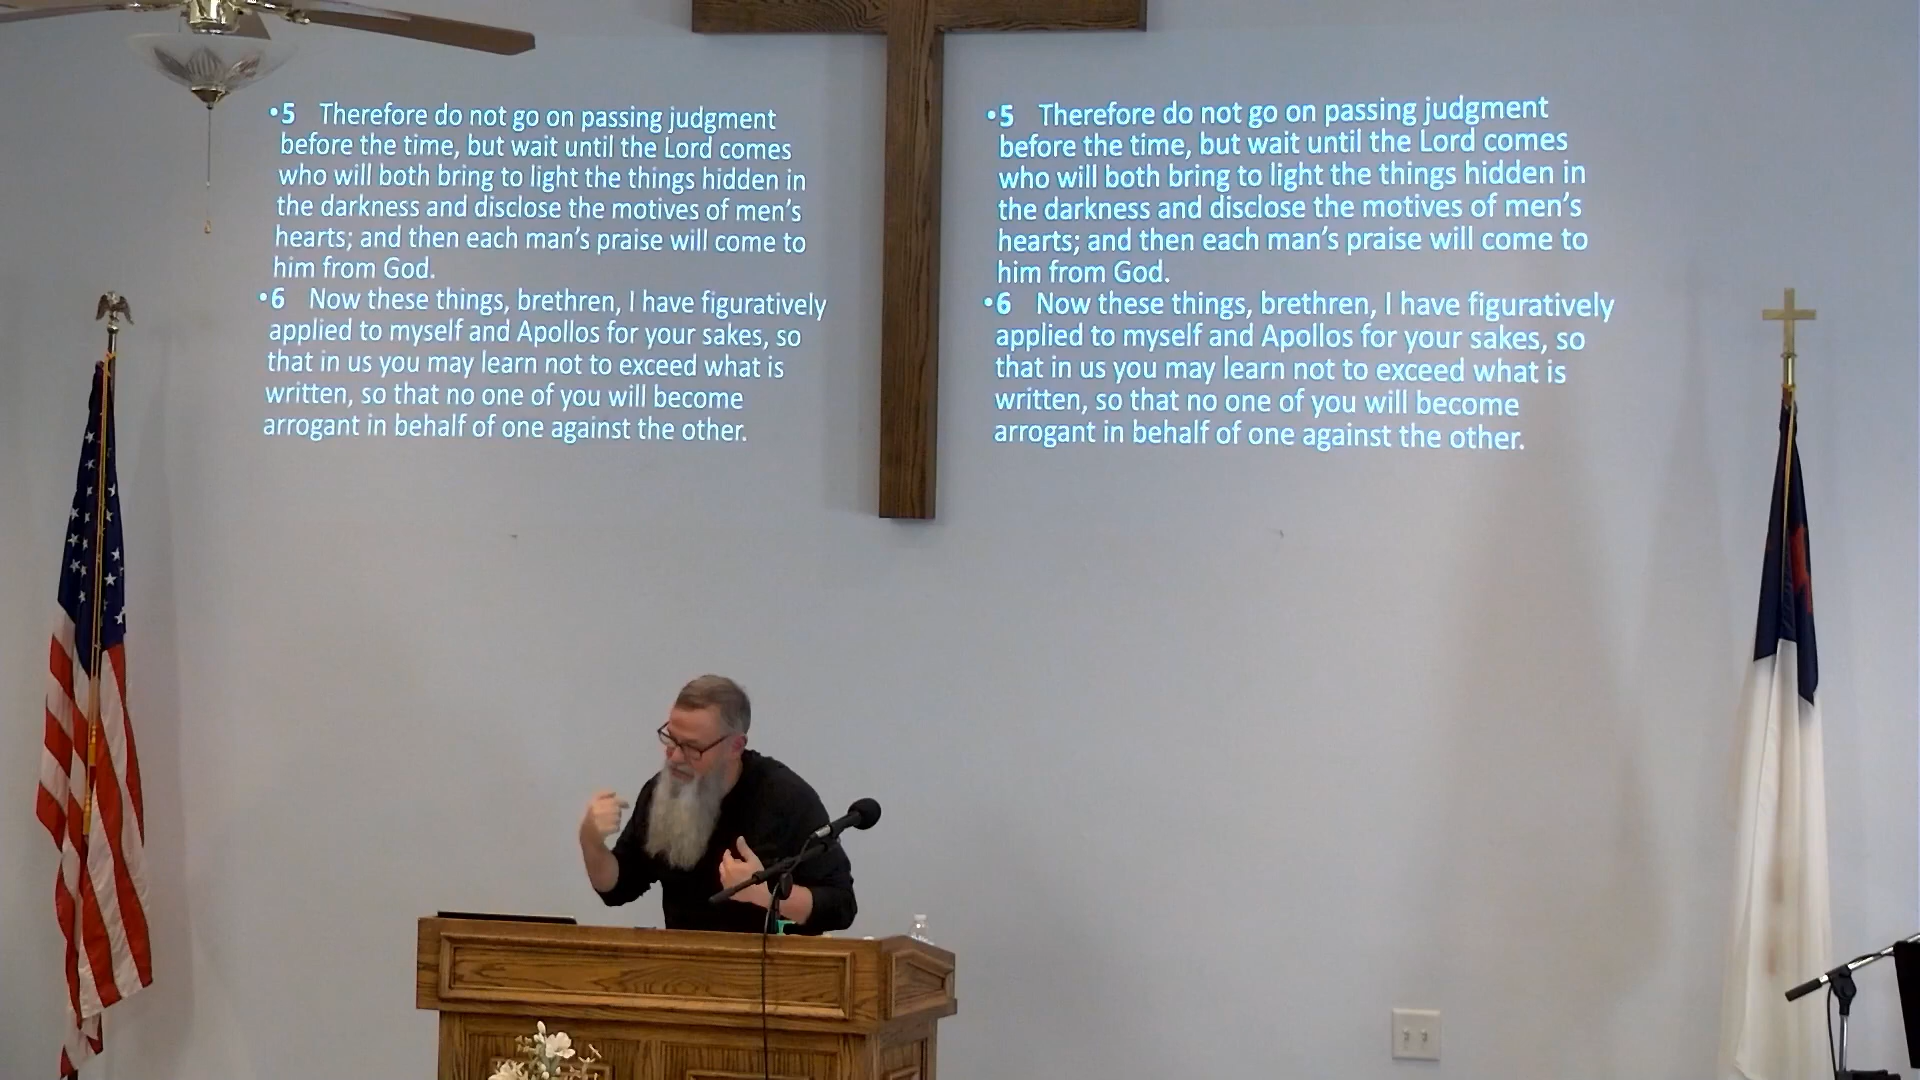 •5 Therefore do not go on passing judgment
before the time, but wait until the Lord comes
who will both bring to light the things hidden in
the darkness and disclose the motives of men’s
hearts; and then each man’s praise will come to
him from God.
•6 Now these things, brethren, I have figuratively
applied to myself and Apollos for your sakes, so
that in us you may learn not to exceed what is
written, so that no one of you will become
arrogant in behalf of one against the other.
•5 Therefore do not go on passing judgment
before the time, but wait until the Lord comes
who will both bring to light the things hidden in
the darkness and disclose the motives of men’s
hearts; and then each man’s praise will come to
him from God.
•6 Now these things, brethren, I have figuratively
applied to myself and Apollos for your sakes, so
that in us you may learn not to exceed what is
written, so that no one of you will become
arrogant in behalf of one against the other.